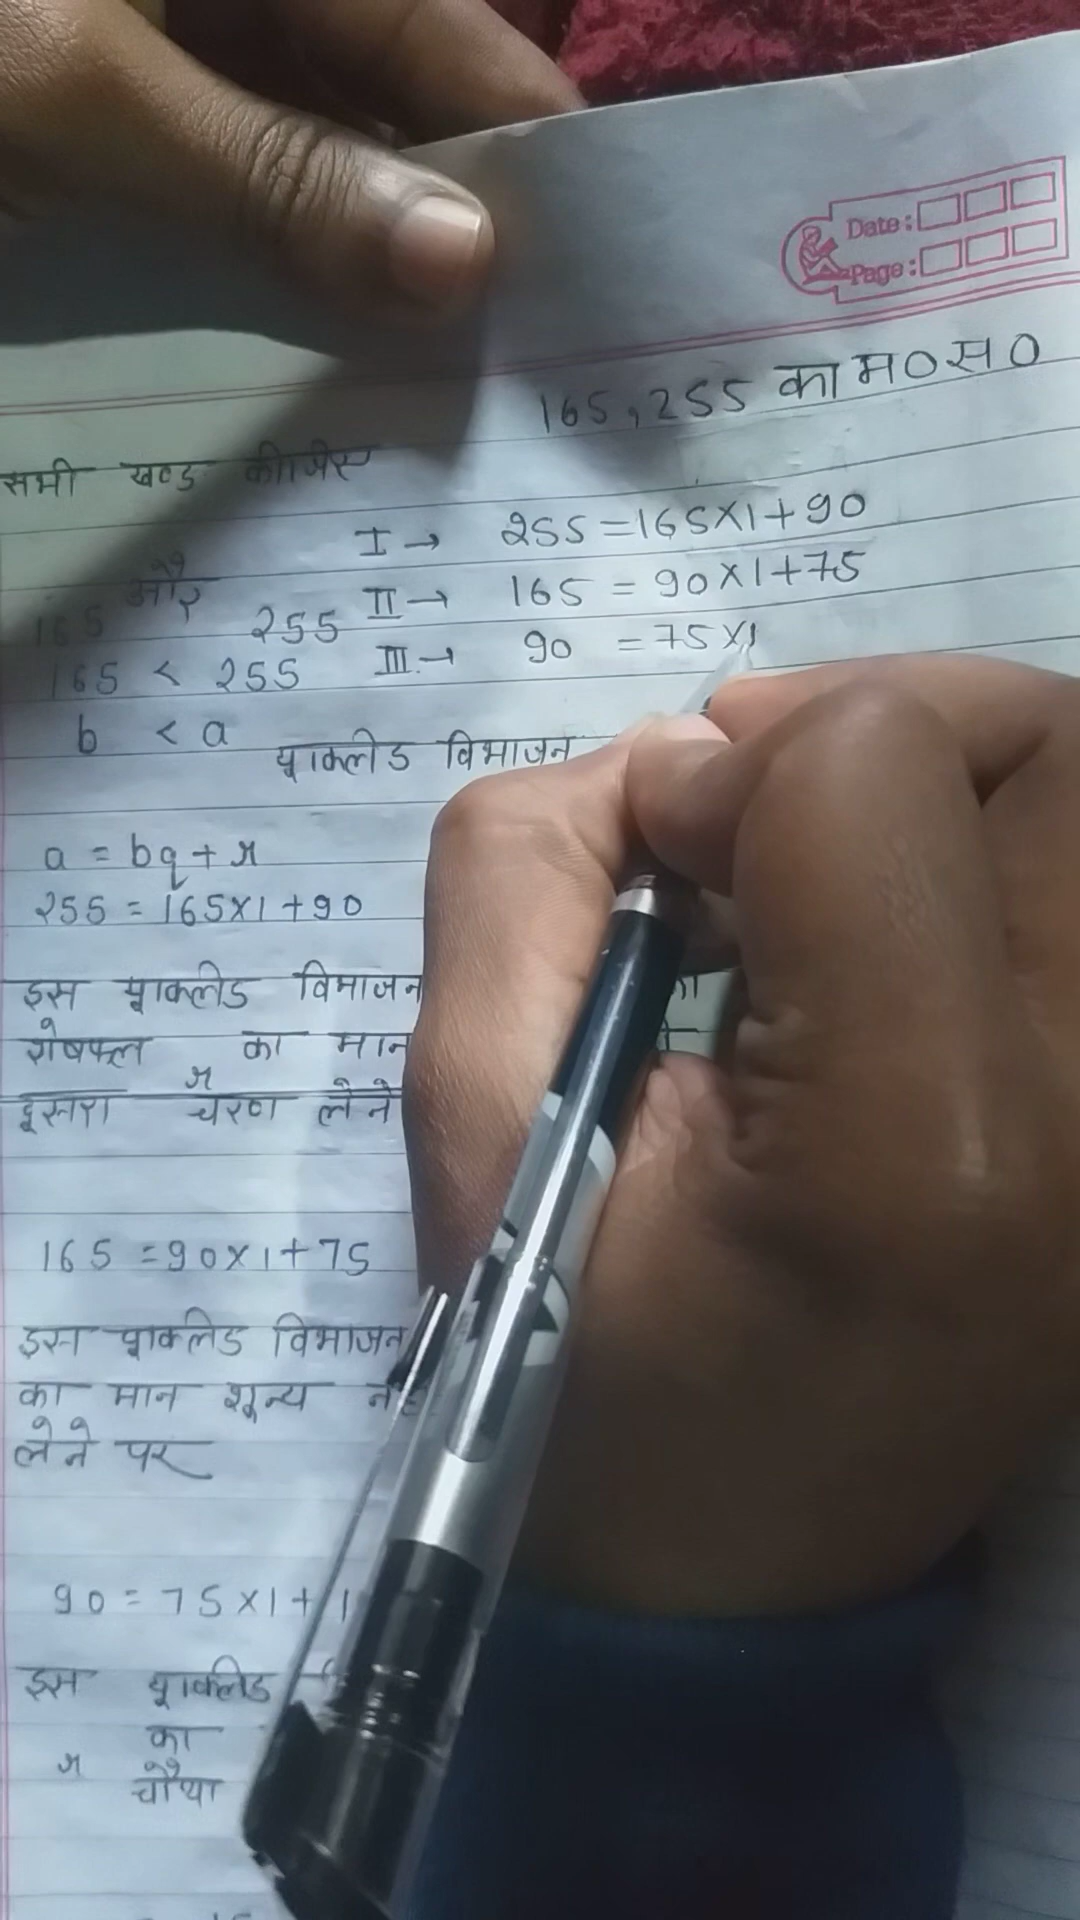 Date:
Page:
165, 255 का म०स०
सभी खण्ड कीजिए
I → 255 = 165×1+90
165 और 255 II → 165 = 90×1+75
165 < 255 III → 90 = 75×1
b < a
यूक्लीड विभाजन
a = bq + r
255 = 165×1+90
इस यूक्लीड विभाजन
शेषफल r का मान
दूसरा चरण लेने
165 = 90×1+75
इस यूक्लीड विभाजन
का मान शून्य
लेने पर
90 = 75×1+1
इस यूक्लीड
r का
चौथा